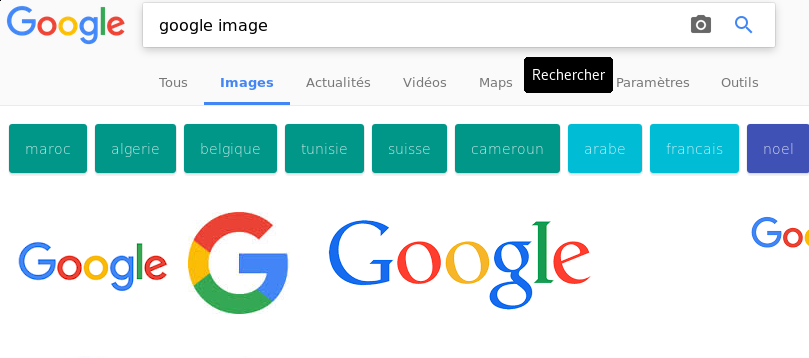 Google google image
Tous Images Actualités Vidéos Maps Rechercher Paramètres Outils
maroc algerie belgique tunisie suisse cameroun arabe francais noel
Google G Google Goo